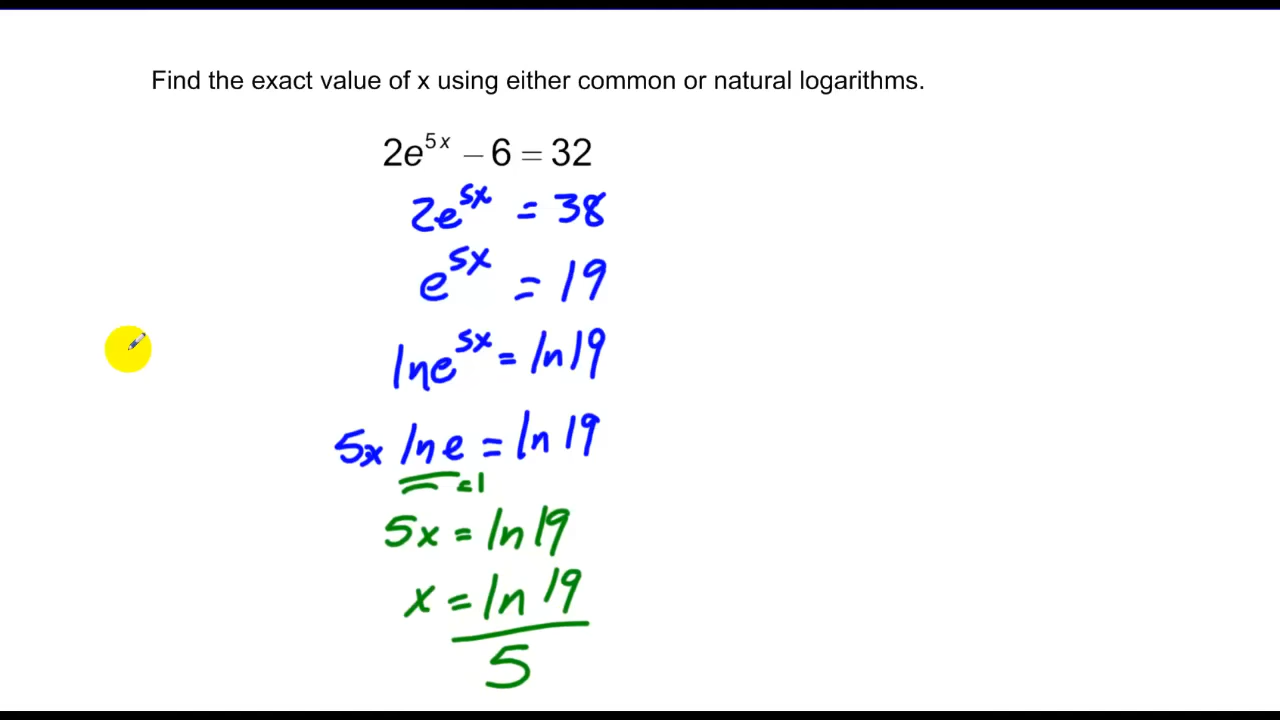 Find the exact value of x using either common or natural logarithms.
2e^{5x} – 6 = 32
2e^{5x} = 38
e^{5x} = 19
ln e^{5x} = ln 19
5x ln e = ln 19
=1
5x = ln 19
x = ln 19
5